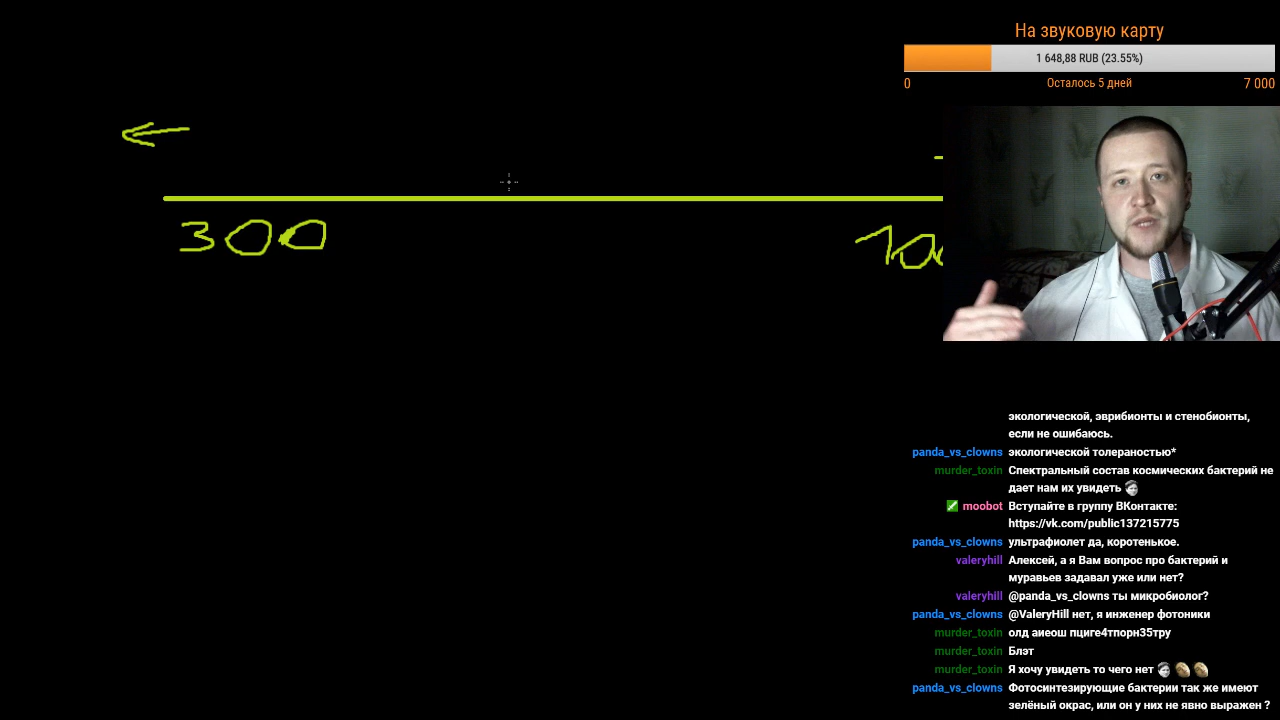 На звуковую карту
1 648,88 RUB (23.55%)
0 Осталось 5 дней 7 000
300
экологической, эврибионты и стенобионты,
если не ошибаюсь.
panda_vs_clowns экологической толераностью*
murder_toxin Спектральный состав космических бактерий не
дает нам их увидеть
moobot Вступайте в группу ВКонтакте:
https://vk.com/public137215775
panda_vs_clowns ультрафиолет да, коротенькое.
valeryhill Алексей, а я Вам вопрос про бактерий и
муравьев задавал уже или нет?
valeryhill @panda_vs_clowns ты микробиолог?
panda_vs_clowns @ValeryHill нет, я инженер фотоники
murder_toxin олд аиеош пциге4тпорн35тру
murder_toxin Блэт
murder_toxin Я хочу увидеть то чего нет
panda_vs_clowns Фотосинтезирующие бактерии так же имеют
зелёный окрас, или он у них не явно выражен ?